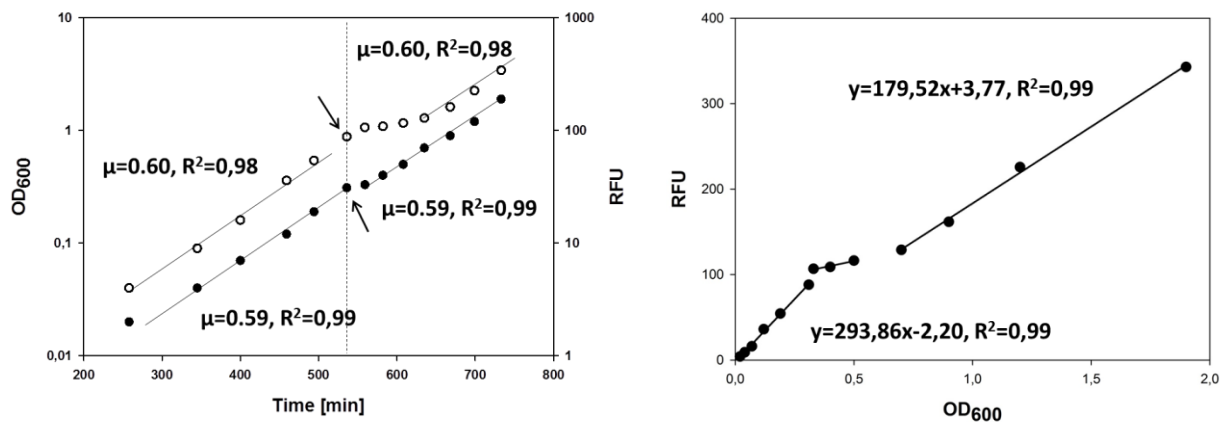 10
1
0,1
0,01
OD600
μ=0.60, R²=0,98
μ=0.60, R²=0,98
μ=0.59, R²=0,99
μ=0.59, R²=0,99
1000
100
10
1
RFU
200 300 400 500 600 700 800
Time [min]
400
300
200
100
0
RFU
y=179,52x+3,77, R²=0,99
y=293,86x-2,20, R²=0,99
0,0 0,5 1,0 1,5 2,0
OD600